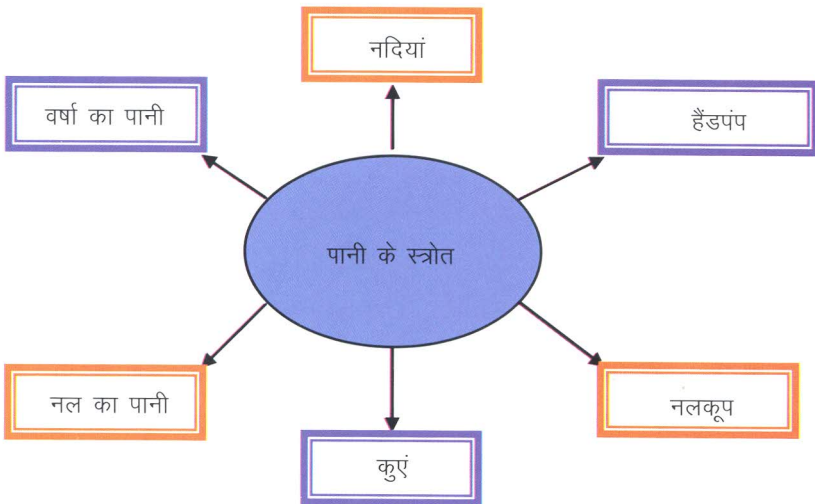 नदियां
वर्षा का पानी
हैंडपंप
पानी के स्त्रोत
नल का पानी
नलकूप
कुएं